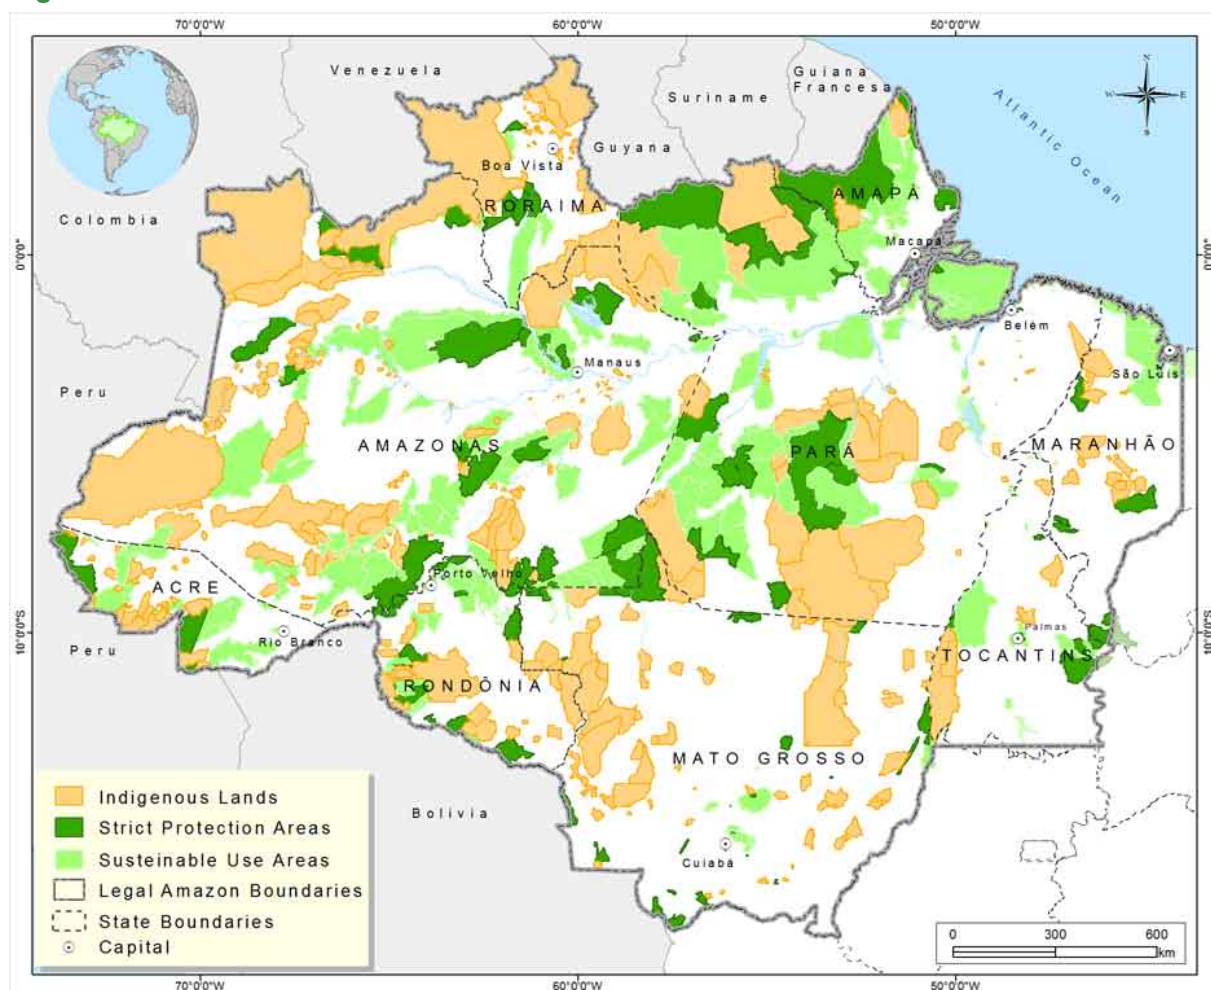 70°0'0"W
60°0'0"W
50°0'0"W
Venezuela
Guiana
Francesa
Suriname
Atlantic Ocean
W
E
N
S
Guyana
Boa Vista
Colombia
RORAIMA
AMAPÁ
Macapá
0°0'0"
0°0'0"
Belém
Manaus
São Luís
Peru
AMAZONAS
PARÁ
MARANHÃO
Porto Velho
ACRE
Rio Branco
Palmas
10°0'0"S
10°0'0"S
Peru
TOCANTINS
RONDÔNIA
MATO GROSSO
Bolivia
Cuiabá
Indigenous Lands
Strict Protection Areas
Susteinable Use Areas
Legal Amazon Boundaries
State Boundaries
Capital
0 300 600
km
70°0'0"W
60°0'0"W
50°0'0"W